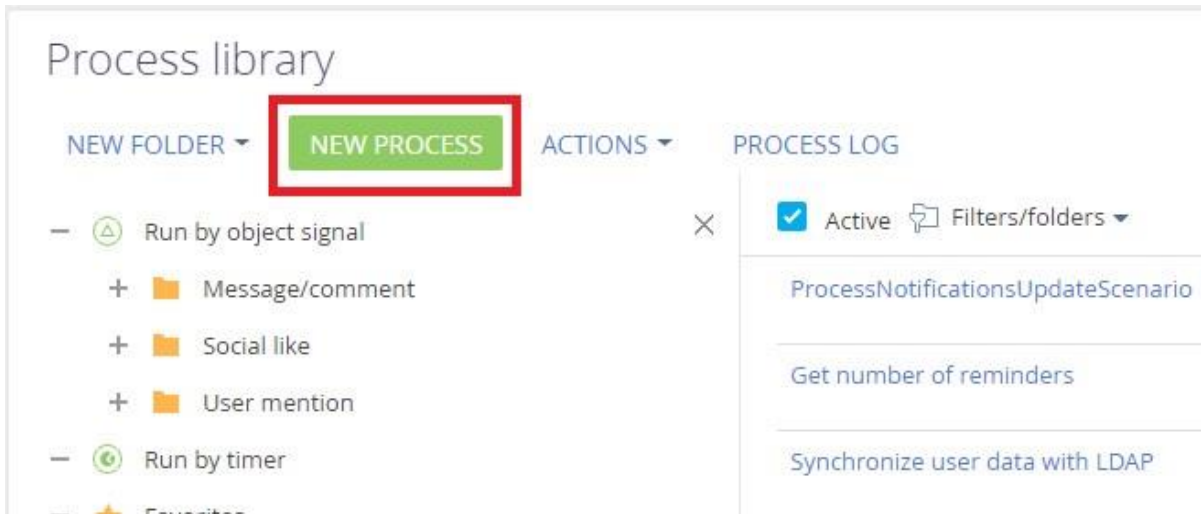 Process library
NEW FOLDER
NEW PROCESS
ACTIONS
PROCESS LOG
Run by object signal
Message/comment
Social like
User mention
Run by timer
Favorites
Active
Filters/folders
ProcessNotificationsUpdateScenario
Get number of reminders
Synchronize user data with LDAP